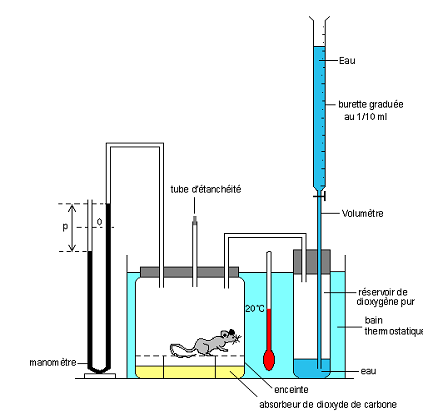 Eau
burette graduée
au 1/10 ml
tube d'étanchéité
Volumètre
p
0
20°C
réservoir de
dioxygène pur
bain
thermostatique
manomètre
eau
enceinte
absorbeur de dioxyde de carbone